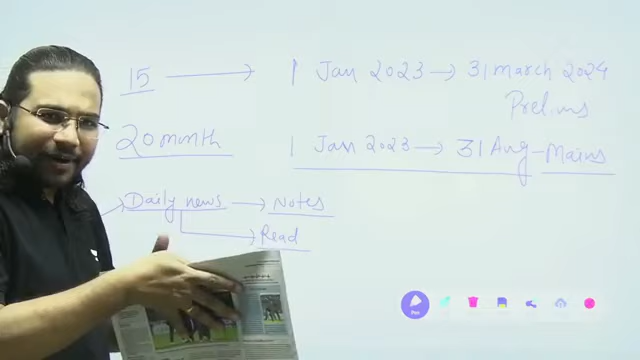 15 → 1 Jan 2023 → 31 march 2024
Prelims
20 month 1 Jan 2023 → 31 Aug - Mains
Daily news → Notes
→ Read
Pen